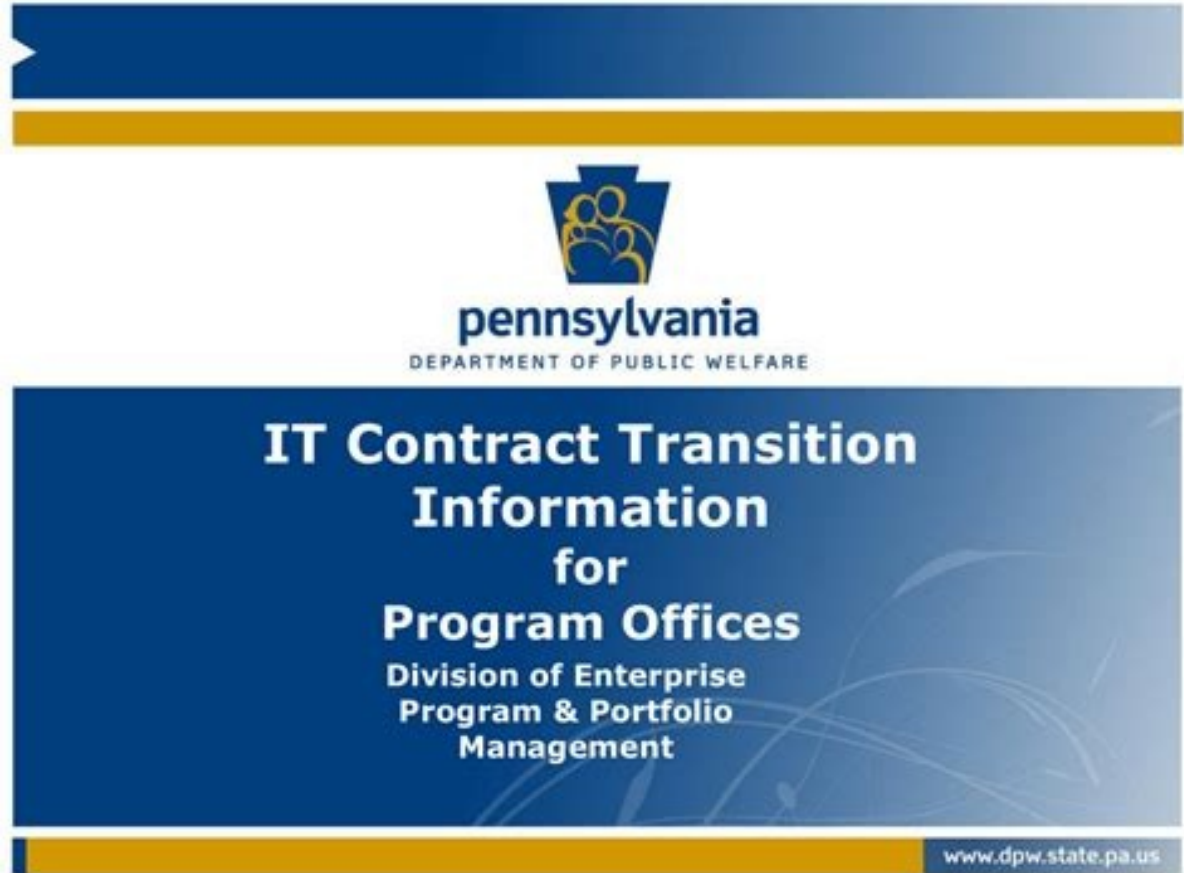 pennsylvania
DEPARTMENT OF PUBLIC WELFARE
IT Contract Transition
Information
for
Program Offices
Division of Enterprise
Program & Portfolio
Management
www.dpw.state.pa.us